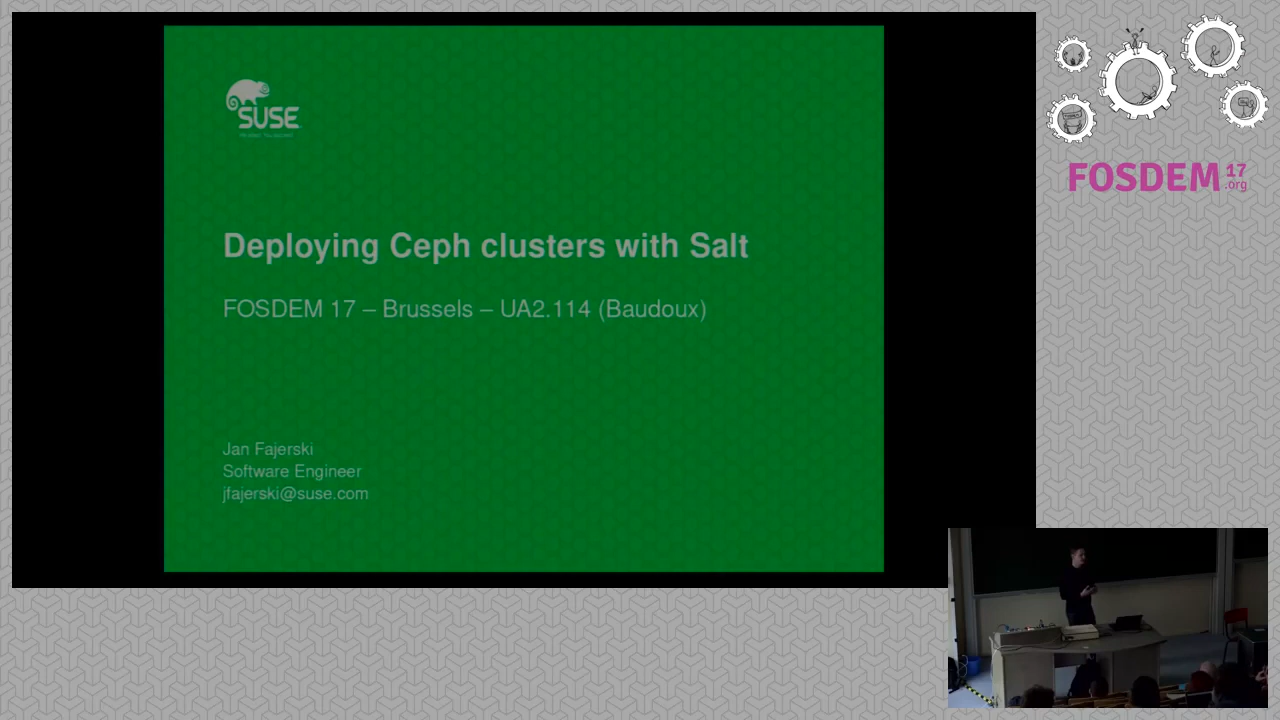 SUSE
Deploying Ceph clusters with Salt
FOSDEM 17 – Brussels – UA2.114 (Baudoux)
Jan Fajerski
Software Engineer
jfajerski@suse.com
FOSDEM 17
.org